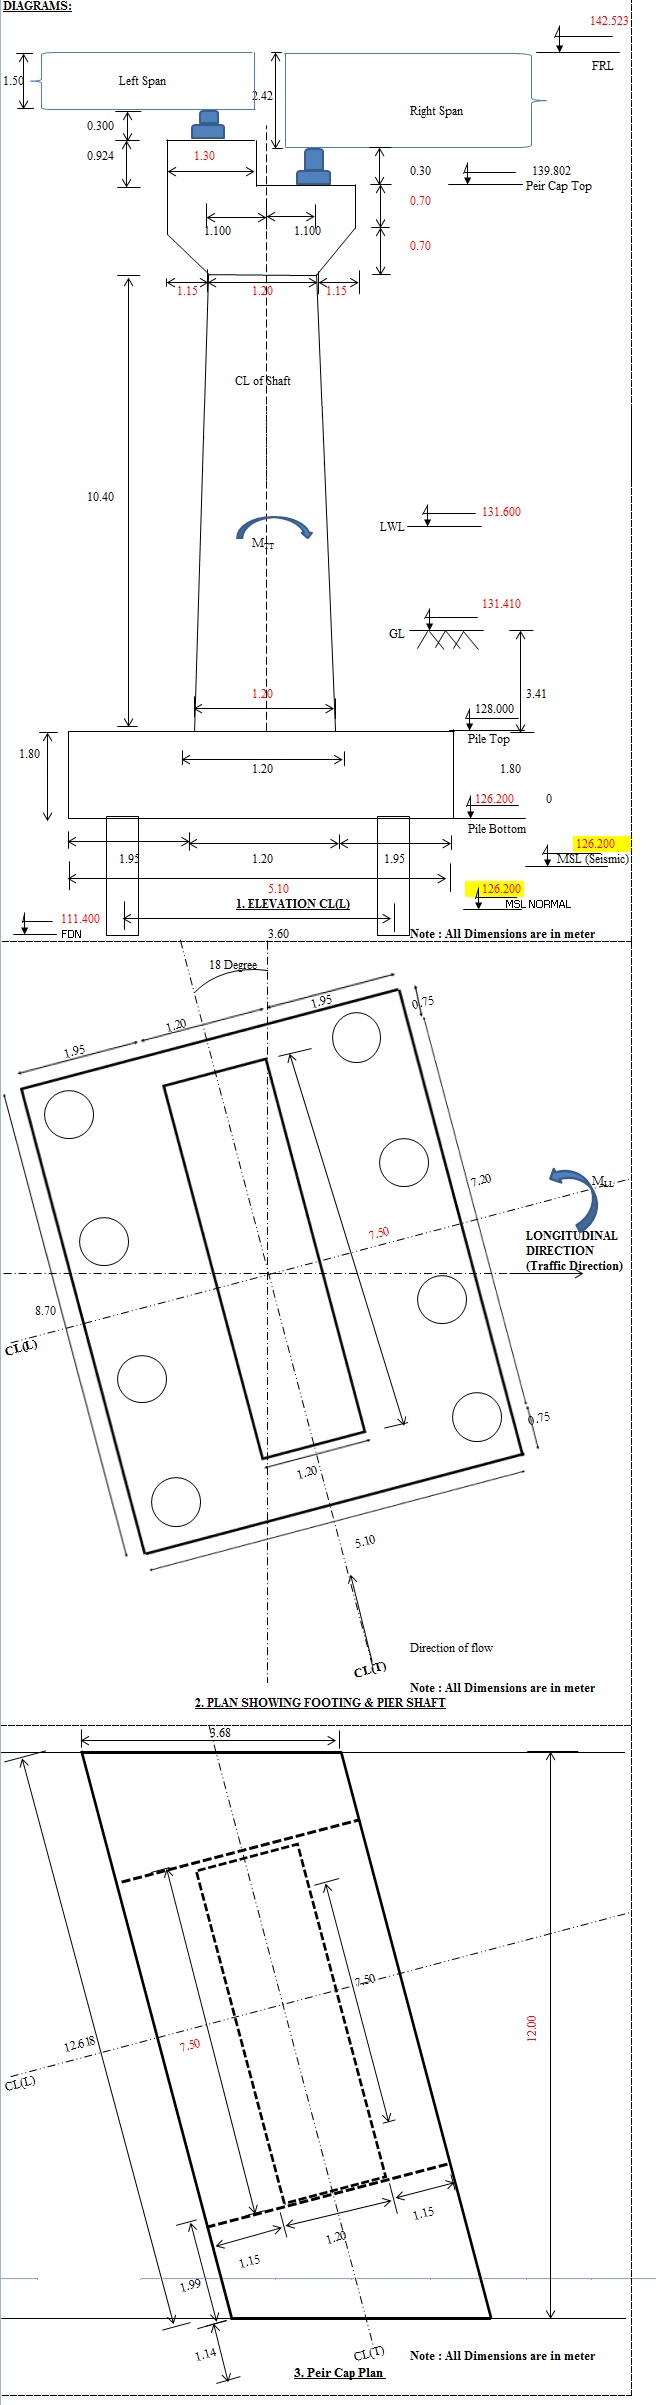 DIAGRAMS:
142.523
FRL
1.50
Left Span
2.42
Right Span
0.300
0.924
1.30
0.30
139.802
Peir Cap Top
0.70
1.100
1.100
0.70
1.15
1.20
1.15
CL of Shaft
10.40
131.600
LWL
MTT
131.410
GL
1.20
3.41
128.000
Pile Top
1.80
1.20
1.80
126.200
0
Pile Bottom
126.200
MSL (Seismic)
1.95
1.20
1.95
5.10
126.200
1. ELEVATION CL(L)
MSL NORMAL
111.400
FDN
3.60
Note : All Dimensions are in meter
18 Degree
1.95
1.20
1.95
0.75
7.20
MLL
7.50
LONGITUDINAL
DIRECTION
(Traffic Direction)
8.70
CL(L)
0.75
1.20
5.10
Direction of flow
CL(T)
Note : All Dimensions are in meter
2. PLAN SHOWING FOOTING & PIER SHAFT
3.68
7.50
12.00
12.618
7.50
CL(L)
1.15
1.20
1.15
1.99
1.14
CL(T)
Note : All Dimensions are in meter
3. Peir Cap Plan